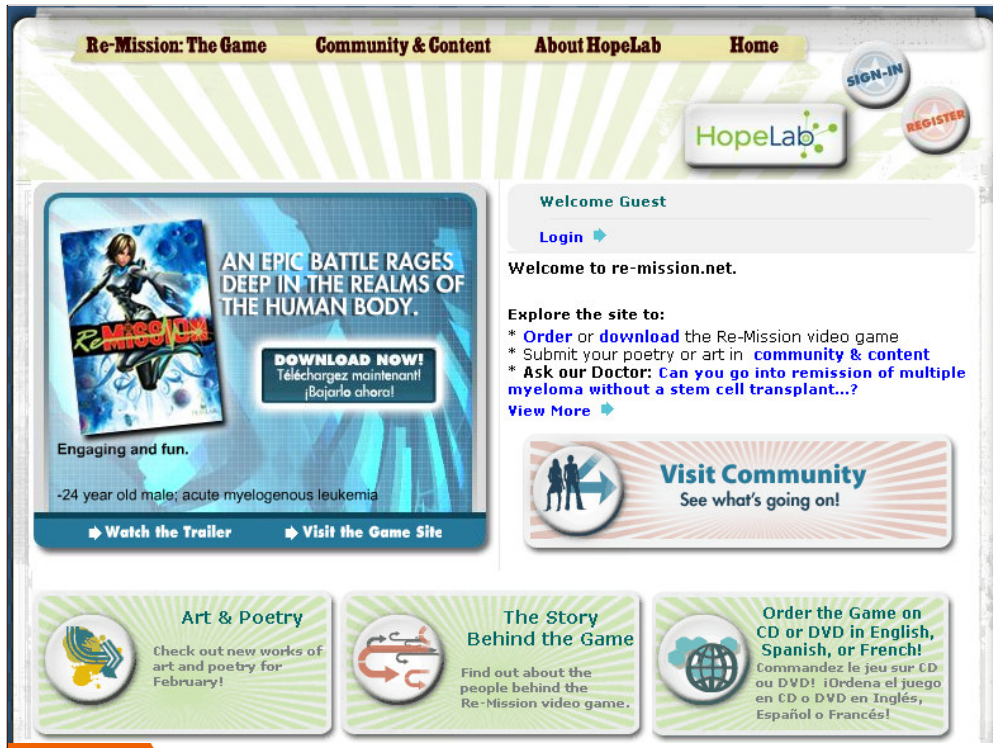 Re-Mission: The Game
Community & Content
About HopeLab
Home
SIGN-IN
REGISTER
HopeLab
AN EPIC BATTLE RAGES
DEEP IN THE REALMS OF
THE HUMAN BODY.
Re-MISSION
DOWNLOAD NOW!
Téléchargez maintenant!
¡Bajarlo ahora!
Engaging and fun.
-24 year old male; acute myelogenous leukemia
Watch the Trailer
Visit the Game Site
Welcome Guest
Login
Welcome to re-mission.net.
Explore the site to:
* Order or download the Re-Mission video game
* Submit your poetry or art in community & content
* Ask our Doctor: Can you go into remission of multiple
myeloma without a stem cell transplant...?
View More
Visit Community
See what's going on!
Art & Poetry
Check out new works of
art and poetry for
February!
The Story
Behind the Game
Find out about the
people behind the
Re-Mission video game.
Order the Game on
CD or DVD in English,
Spanish, or French!
Commandez le jeu sur CD
ou DVD! ¡Ordena el juego
en CD o DVD en Inglés,
Español o Francés!